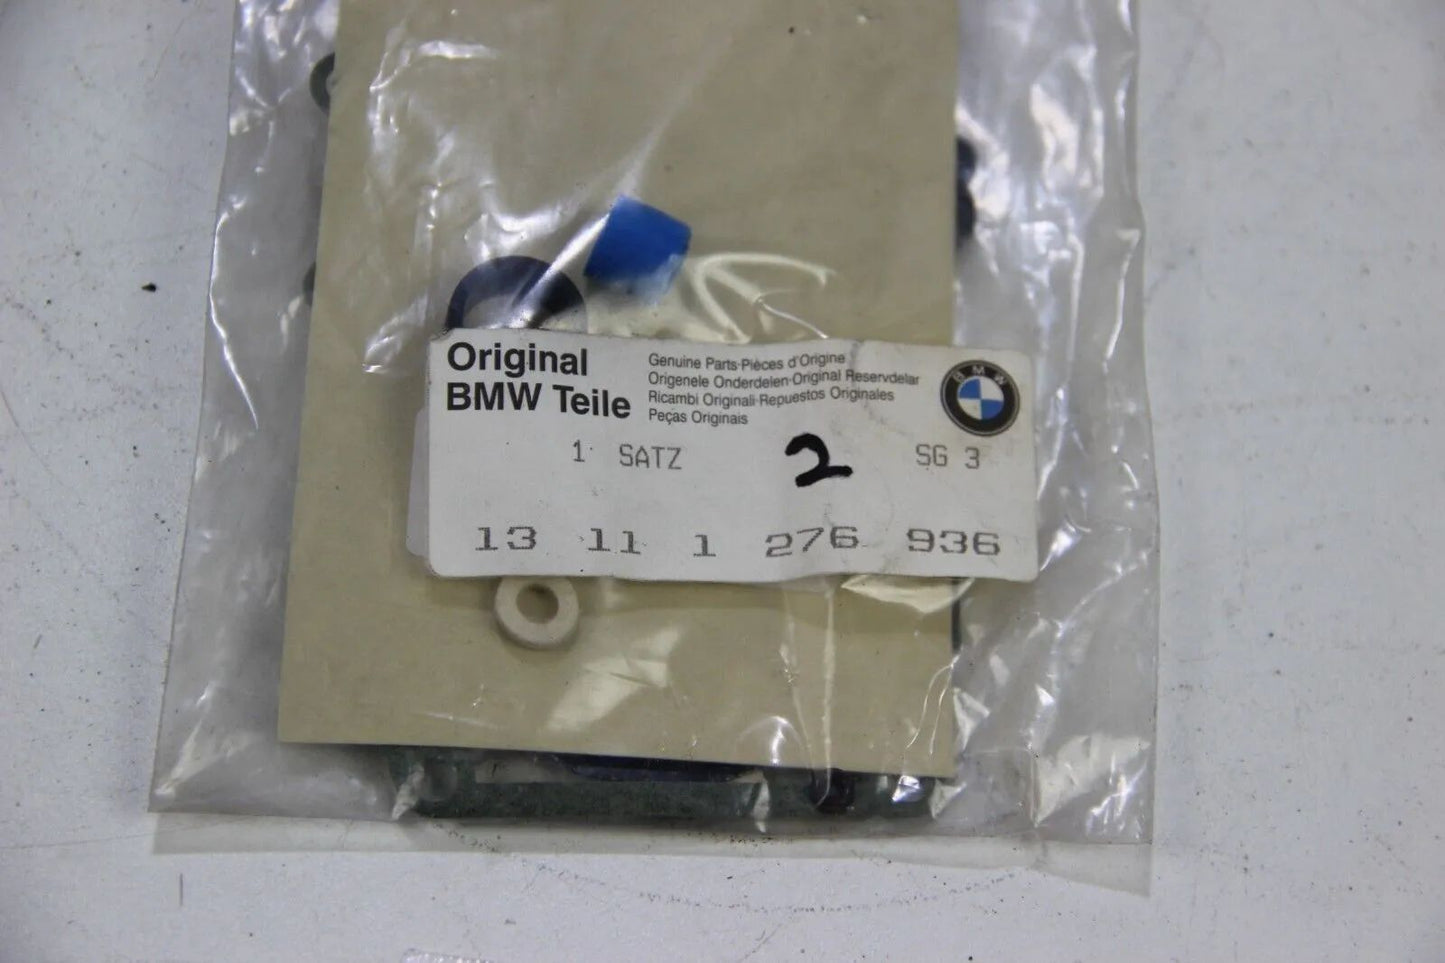 Original
BMW Teile
Genuine Parts·Pièces d'Origine
Origenele Onderdelen·Original Reservdelar
Ricambi Originali·Repuestos Originales
Peças Originais
BMW
1 SATZ 2 SG 3
13 11 1 276 936